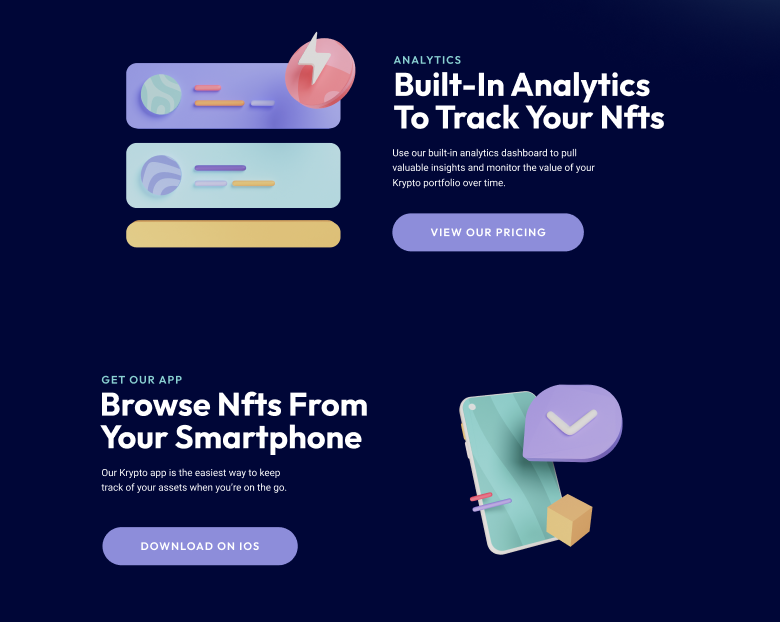 ANALYTICS
Built-In Analytics
To Track Your Nfts
Use our built-in analytics dashboard to pull
valuable insights and monitor the value of your
Krypto portfolio over time.
VIEW OUR PRICING
GET OUR APP
Browse Nfts From
Your Smartphone
Our Krypto app is the easiest way to keep
track of your assets when you’re on the go.
DOWNLOAD ON IOS